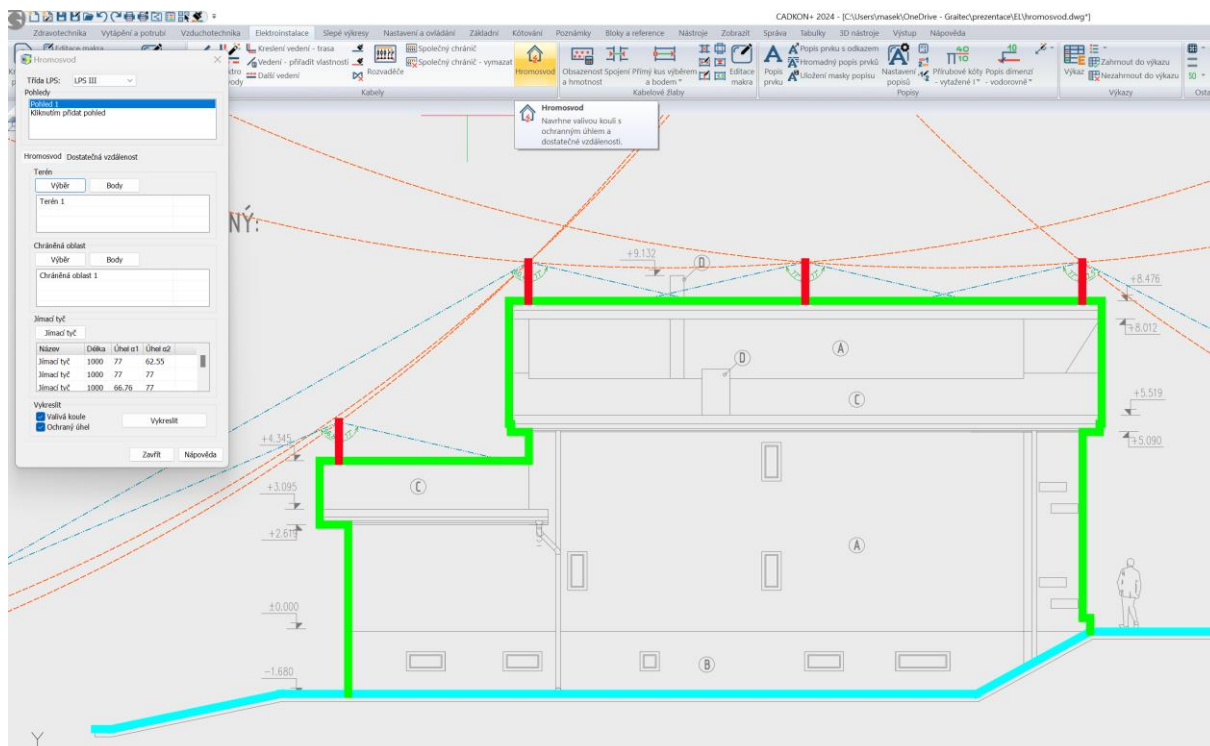 CADKON+ 2024 - [C:\Users\masek\OneDrive - Graitec\prezentace\EL\hromosvod.dwg*]
Zdravotechnika Vytápění a potrubí Vzduchotechnika Elektroinstalace Slepé výkresy Nastavení a ovládání Základní Kótování Poznámky Bloky a reference Nástroje Zobrazit Správa Tabulky 3D nástroje Výstup Nápověda
Kreslení vedení - trasa
Vedení - přiřadit vlastnosti
Další vedení
Rozvaděče
Společný chránič
Společný chránič - vymazat
Kabely
Hromosvod
Obsazenost a hmotnost
Spojení
Přímý kus výběrem a bodem
Editace makra
Kabelové žlaby
Popis prvku
Popis prvku s odkazem
Hromadný popis prvků
Uložení masky popisu
Nastavení popisů
Přírubové kóty - vytažené I
Popis dimenzí - vodorovně
Popisy
Výkaz
Zahrnout do výkazu
Nezahrnout do výkazu
Výkazy
50
Osta
Hromosvod
Navrhne valivou kouli s
ochranným úhlem a
dostatečné vzdálenosti.
Hromosvod
Třída LPS: LPS III
Pohledy
Pohled 1
Kliknutím přidat pohled
Hromosvod Dostatečná vzdálenost
Terén
Výběr Body
Terén 1
Chráněná oblast
Výběr Body
Chráněná oblast 1
Jímací tyč
Jímací tyč
Název Délka Úhel α1 Úhel α2
Jímací tyč 1000 77 62.55
Jímací tyč 1000 77 77
Jímací tyč 1000 66.76 77
Vykreslit
Valivá koule
Ochraný úhel
Vykreslit
Zavřít Nápověda
NÝ:
+9.132
D
+8.476
+8.012
A
D
+5.519
C
+5.090
+4.345
+3.095
C
+2.619
A
±0.000
-1.680
B
Y